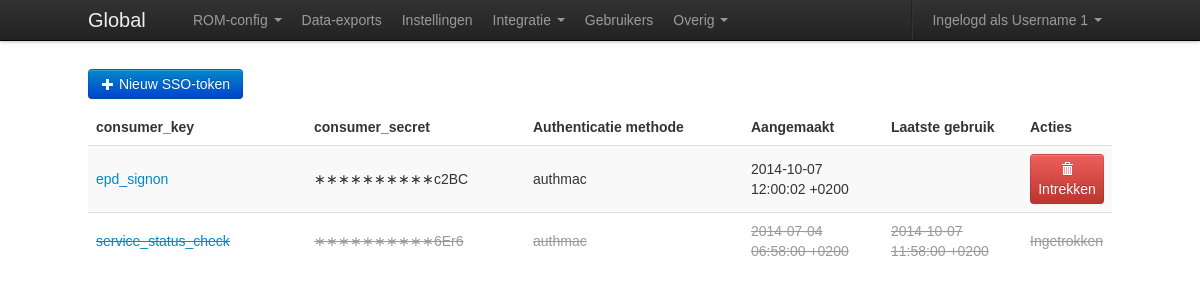 Global ROM-config Data-exports Instellingen Integratie Gebruikers Overig Ingelogd als Username 1
Nieuw SSO-token
consumer_key consumer_secret Authenticatie methode Aangemaakt Laatste gebruik Acties
epd_signon ∗∗∗∗∗∗∗∗∗∗c2BC authmac 2014-10-07
12:00:02 +0200
Intrekken
service_status_check ∗∗∗∗∗∗∗∗∗∗6Er6 authmac 2014-07-04
06:58:00 +0200
2014-10-07
11:58:00 +0200
Ingetrokken